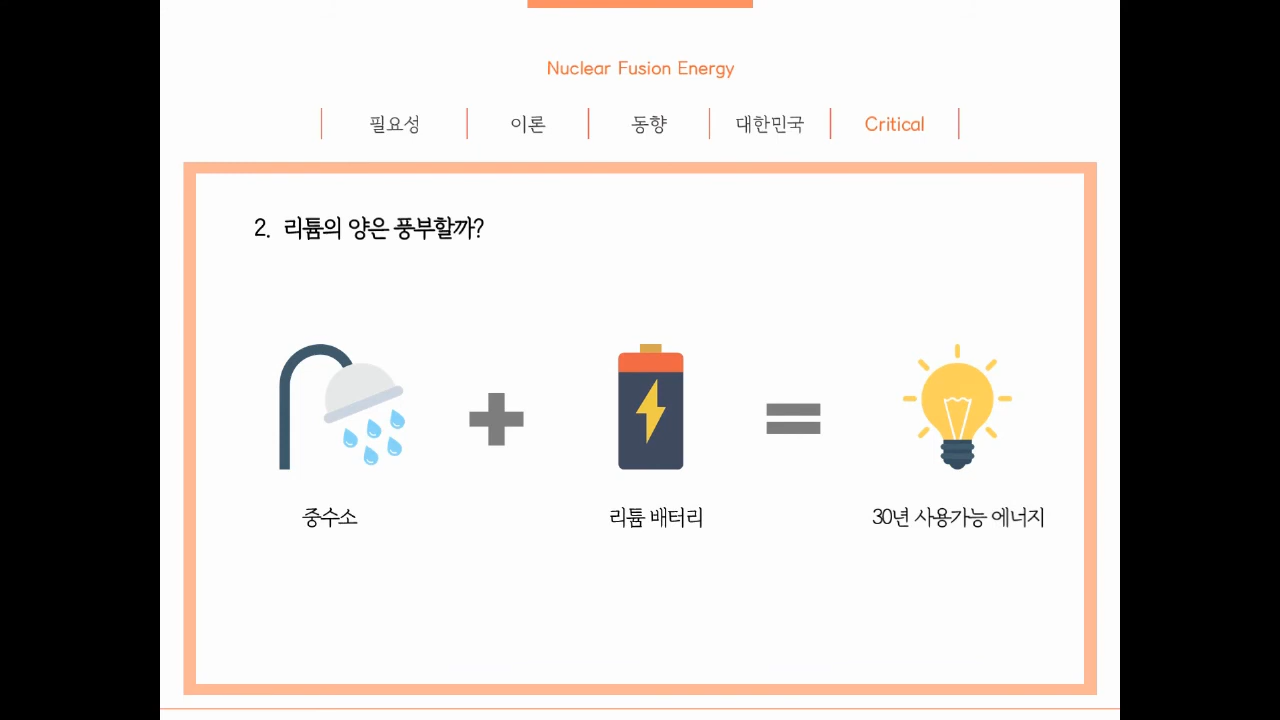 Nuclear Fusion Energy
필요성 이론 동향 대한민국 Critical
2. 리튬의 양은 풍부할까?
중수소 리튬 배터리 30년 사용가능 에너지